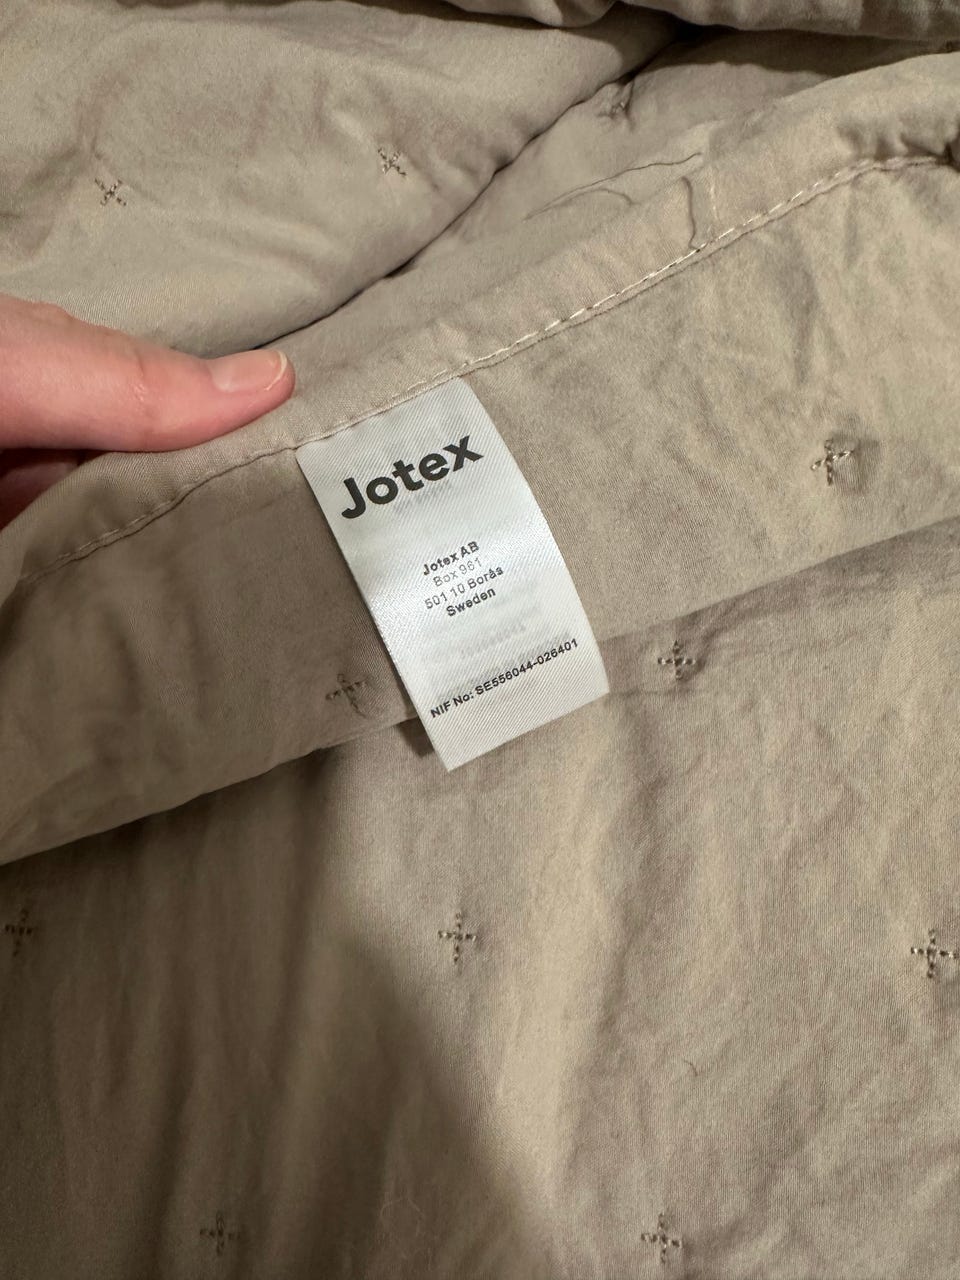 Jotex
Jotex AB
Box 961
501 10 Borås
Sweden
NIF No: SE556044-026401